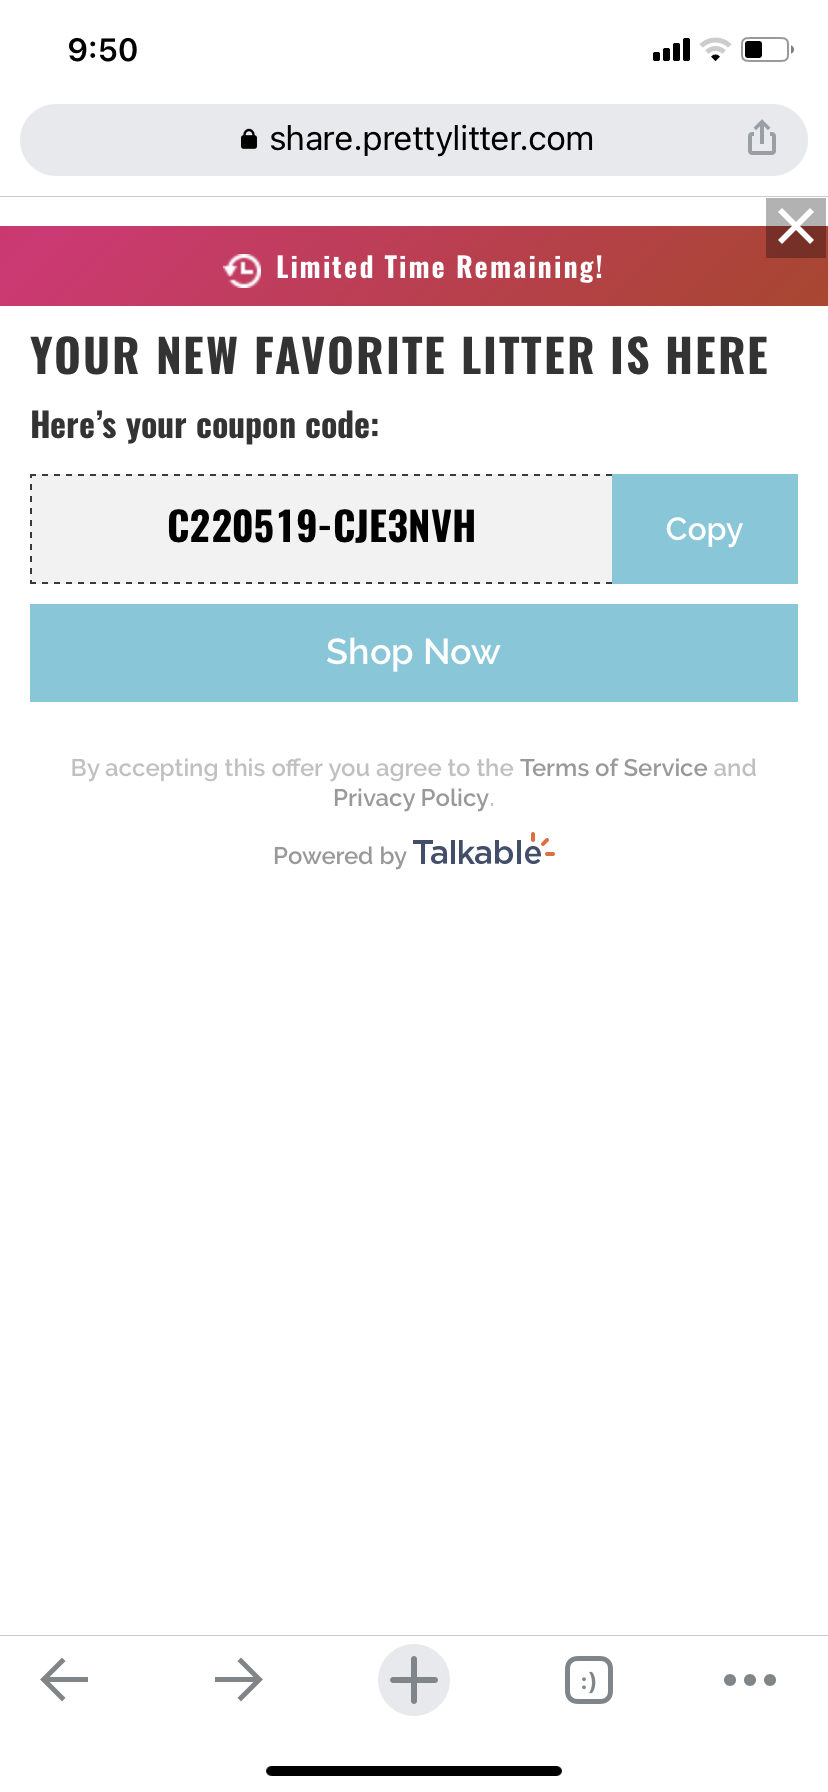 9:50
share.prettylitter.com
Limited Time Remaining!
YOUR NEW FAVORITE LITTER IS HERE
Here’s your coupon code:
C220519-CJE3NVH
Copy
Shop Now
By accepting this offer you agree to the Terms of Service and
Privacy Policy.
Powered by Talkable
:)